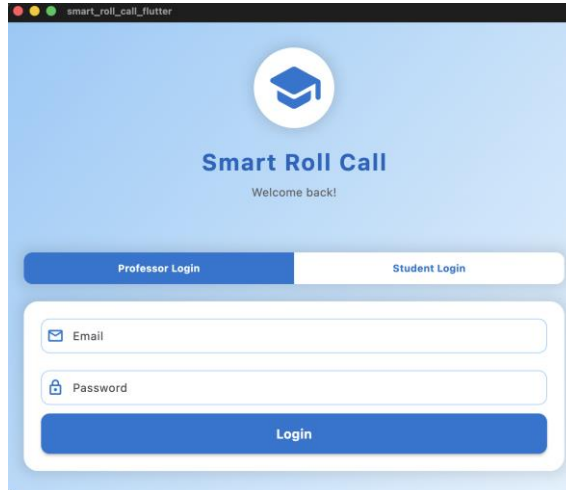 smart_roll_call_flutter
Smart Roll Call
Welcome back!
Professor Login Student Login
Email
Password
Login